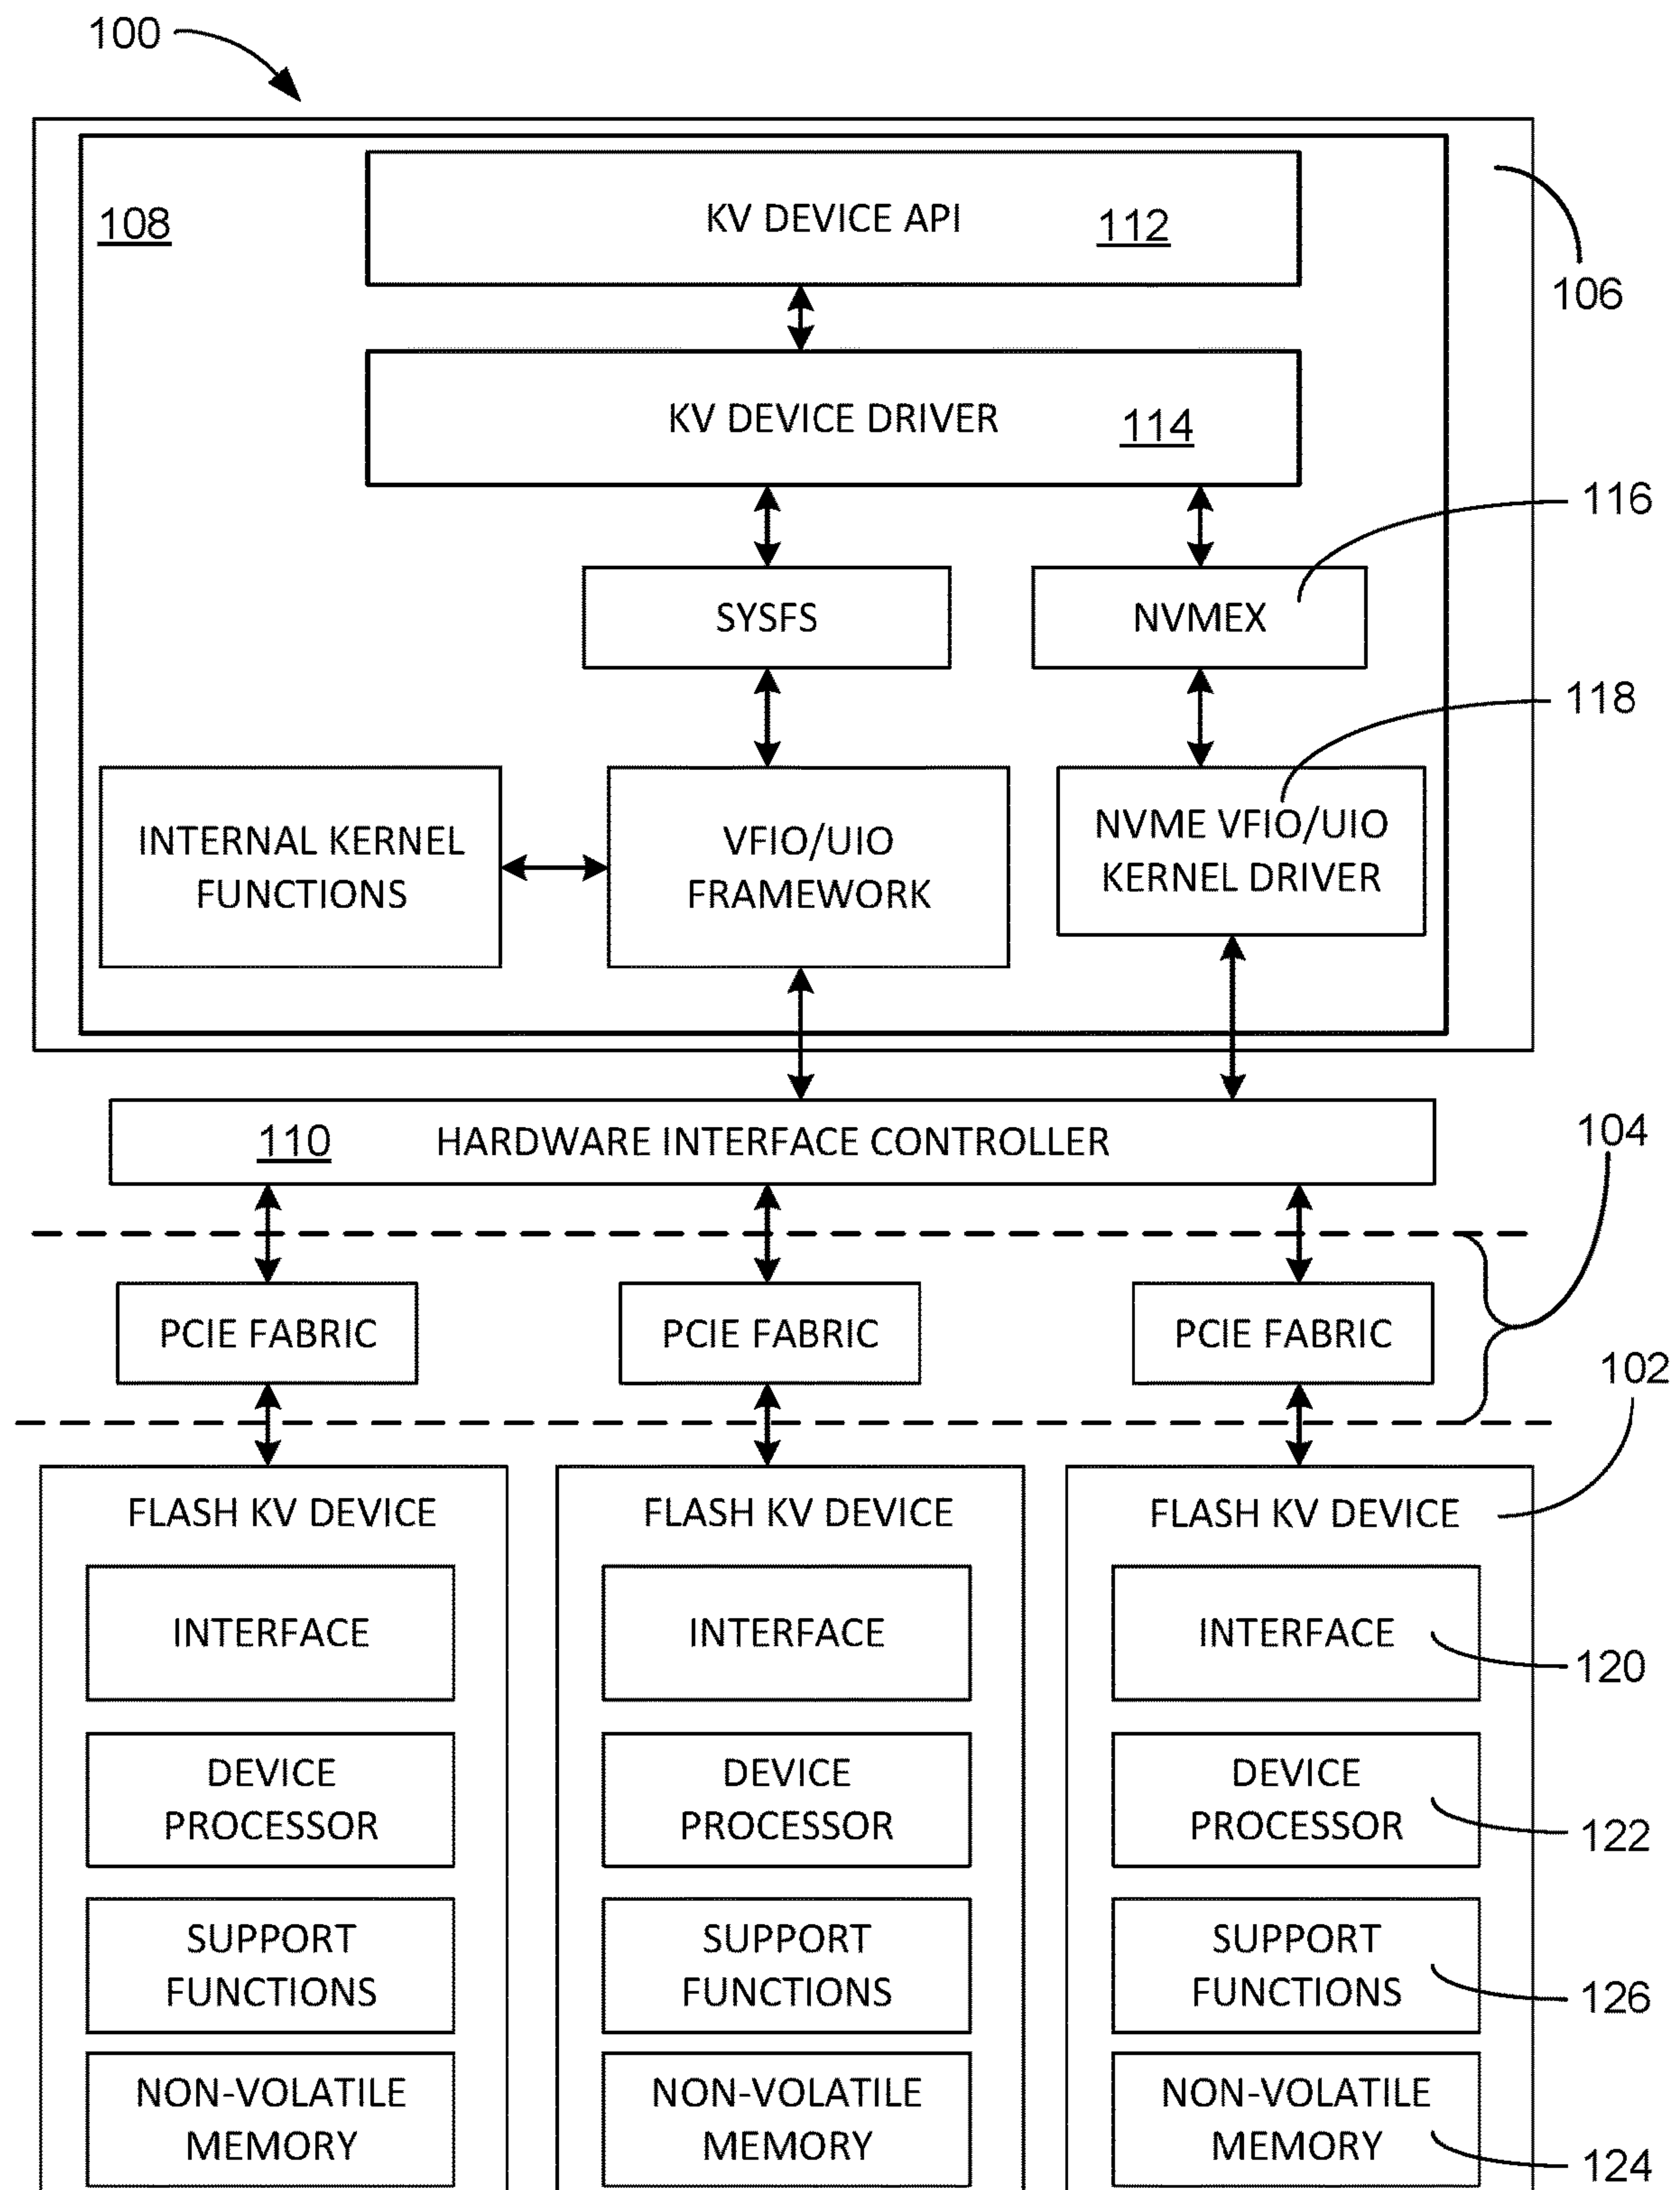 100
108
KV DEVICE API 112
106
KV DEVICE DRIVER 114
116
SYSFS
NVMEX
118
INTERNAL KERNEL
FUNCTIONS
VFIO/UIO
FRAMEWORK
NVME VFIO/UIO
KERNEL DRIVER
110 HARDWARE INTERFACE CONTROLLER
104
PCIE FABRIC
PCIE FABRIC
PCIE FABRIC
102
FLASH KV DEVICE
INTERFACE
DEVICE
PROCESSOR
SUPPORT
FUNCTIONS
NON-VOLATILE
MEMORY
FLASH KV DEVICE
INTERFACE
DEVICE
PROCESSOR
SUPPORT
FUNCTIONS
NON-VOLATILE
MEMORY
FLASH KV DEVICE
INTERFACE
120
DEVICE
PROCESSOR
122
SUPPORT
FUNCTIONS
126
NON-VOLATILE
MEMORY
124